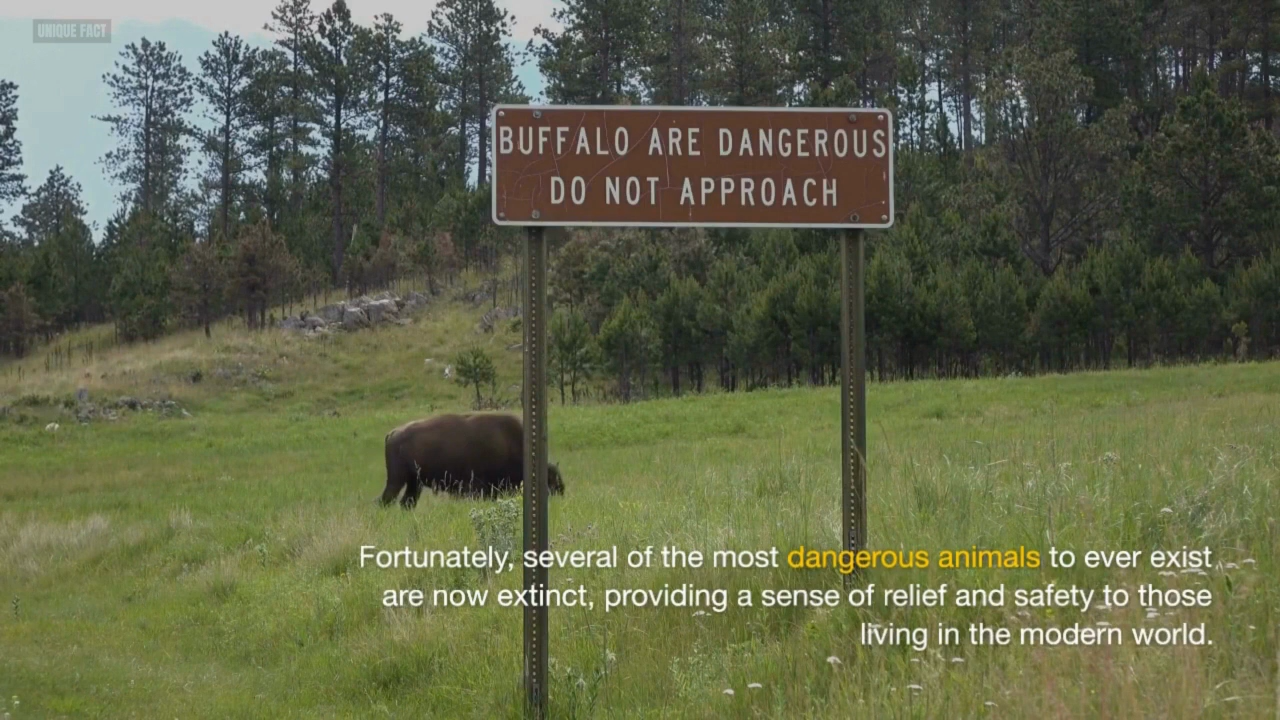 UNIQUE FACT
BUFFALO ARE DANGEROUS
DO NOT APPROACH
Fortunately, several of the most dangerous animals to ever exist
are now extinct, providing a sense of relief and safety to those
living in the modern world.